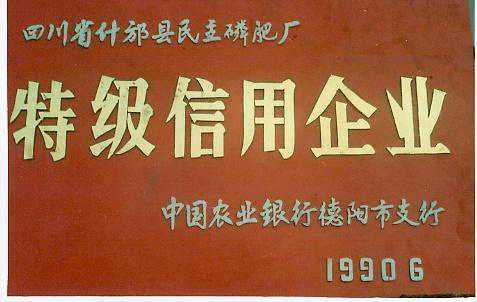 四川省什邡县民主磷肥厂
特级信用企业
中国农业银行德阳市支行
1990 6